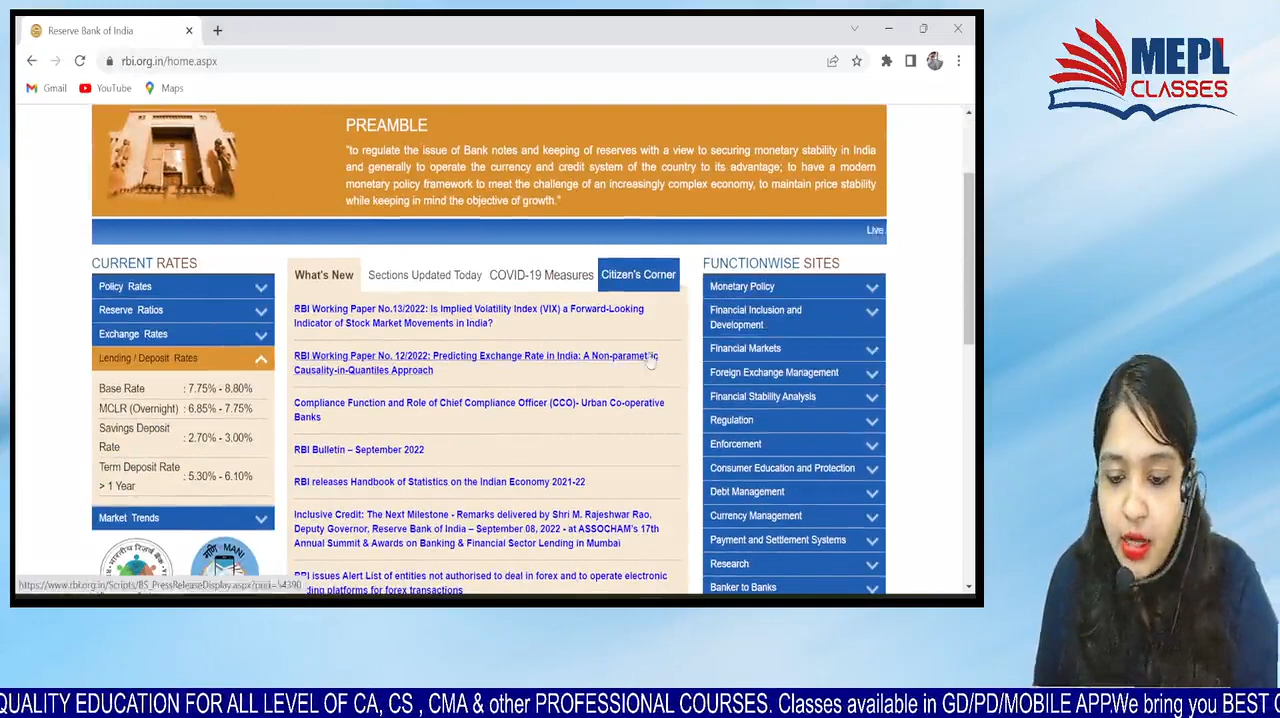 Reserve Bank of India
rbi.org.in/home.aspx
Gmail YouTube Maps
MEPL
CLASSES
PREAMBLE
"to regulate the issue of Bank notes and keeping of reserves with a view to securing monetary stability in India
and generally to operate the currency and credit system of the country to its advantage; to have a modern
monetary policy framework to meet the challenge of an increasingly complex economy, to maintain price stability
while keeping in mind the objective of growth."
Live
CURRENT RATES
Policy Rates
Reserve Ratios
Exchange Rates
Lending / Deposit Rates
Base Rate : 7.75% - 8.80%
MCLR (Overnight) : 6.85% - 7.75%
Savings Deposit
Rate : 2.70% - 3.00%
Term Deposit Rate
> 1 Year : 5.30% - 6.10%
Market Trends
What's New Sections Updated Today COVID-19 Measures Citizen's Corner
RBI Working Paper No.13/2022: Is Implied Volatility Index (VIX) a Forward-Looking
Indicator of Stock Market Movements in India?
RBI Working Paper No. 12/2022: Predicting Exchange Rate in India: A Non-parametric
Causality-in-Quantiles Approach
Compliance Function and Role of Chief Compliance Officer (CCO)- Urban Co-operative
Banks
RBI Bulletin – September 2022
RBI releases Handbook of Statistics on the Indian Economy 2021-22
Inclusive Credit: The Next Milestone - Remarks delivered by Shri M. Rajeshwar Rao,
Deputy Governor, Reserve Bank of India – September 08, 2022 - at ASSOCHAM's 17th
Annual Summit & Awards on Banking & Financial Sector Lending in Mumbai
RBI issues Alert List of entities not authorised to deal in forex and to operate electronic
platforms for forex transactions
FUNCTIONWISE SITES
Monetary Policy
Financial Inclusion and
Development
Financial Markets
Foreign Exchange Management
Financial Stability Analysis
Regulation
Enforcement
Consumer Education and Protection
Debt Management
Currency Management
Payment and Settlement Systems
Research
Banker to Banks
MANI
QUALITY EDUCATION FOR ALL LEVEL OF CA, CS , CMA & other PROFESSIONAL COURSES. Classes available in GD/PD/MOBILE APP.We bring you BEST